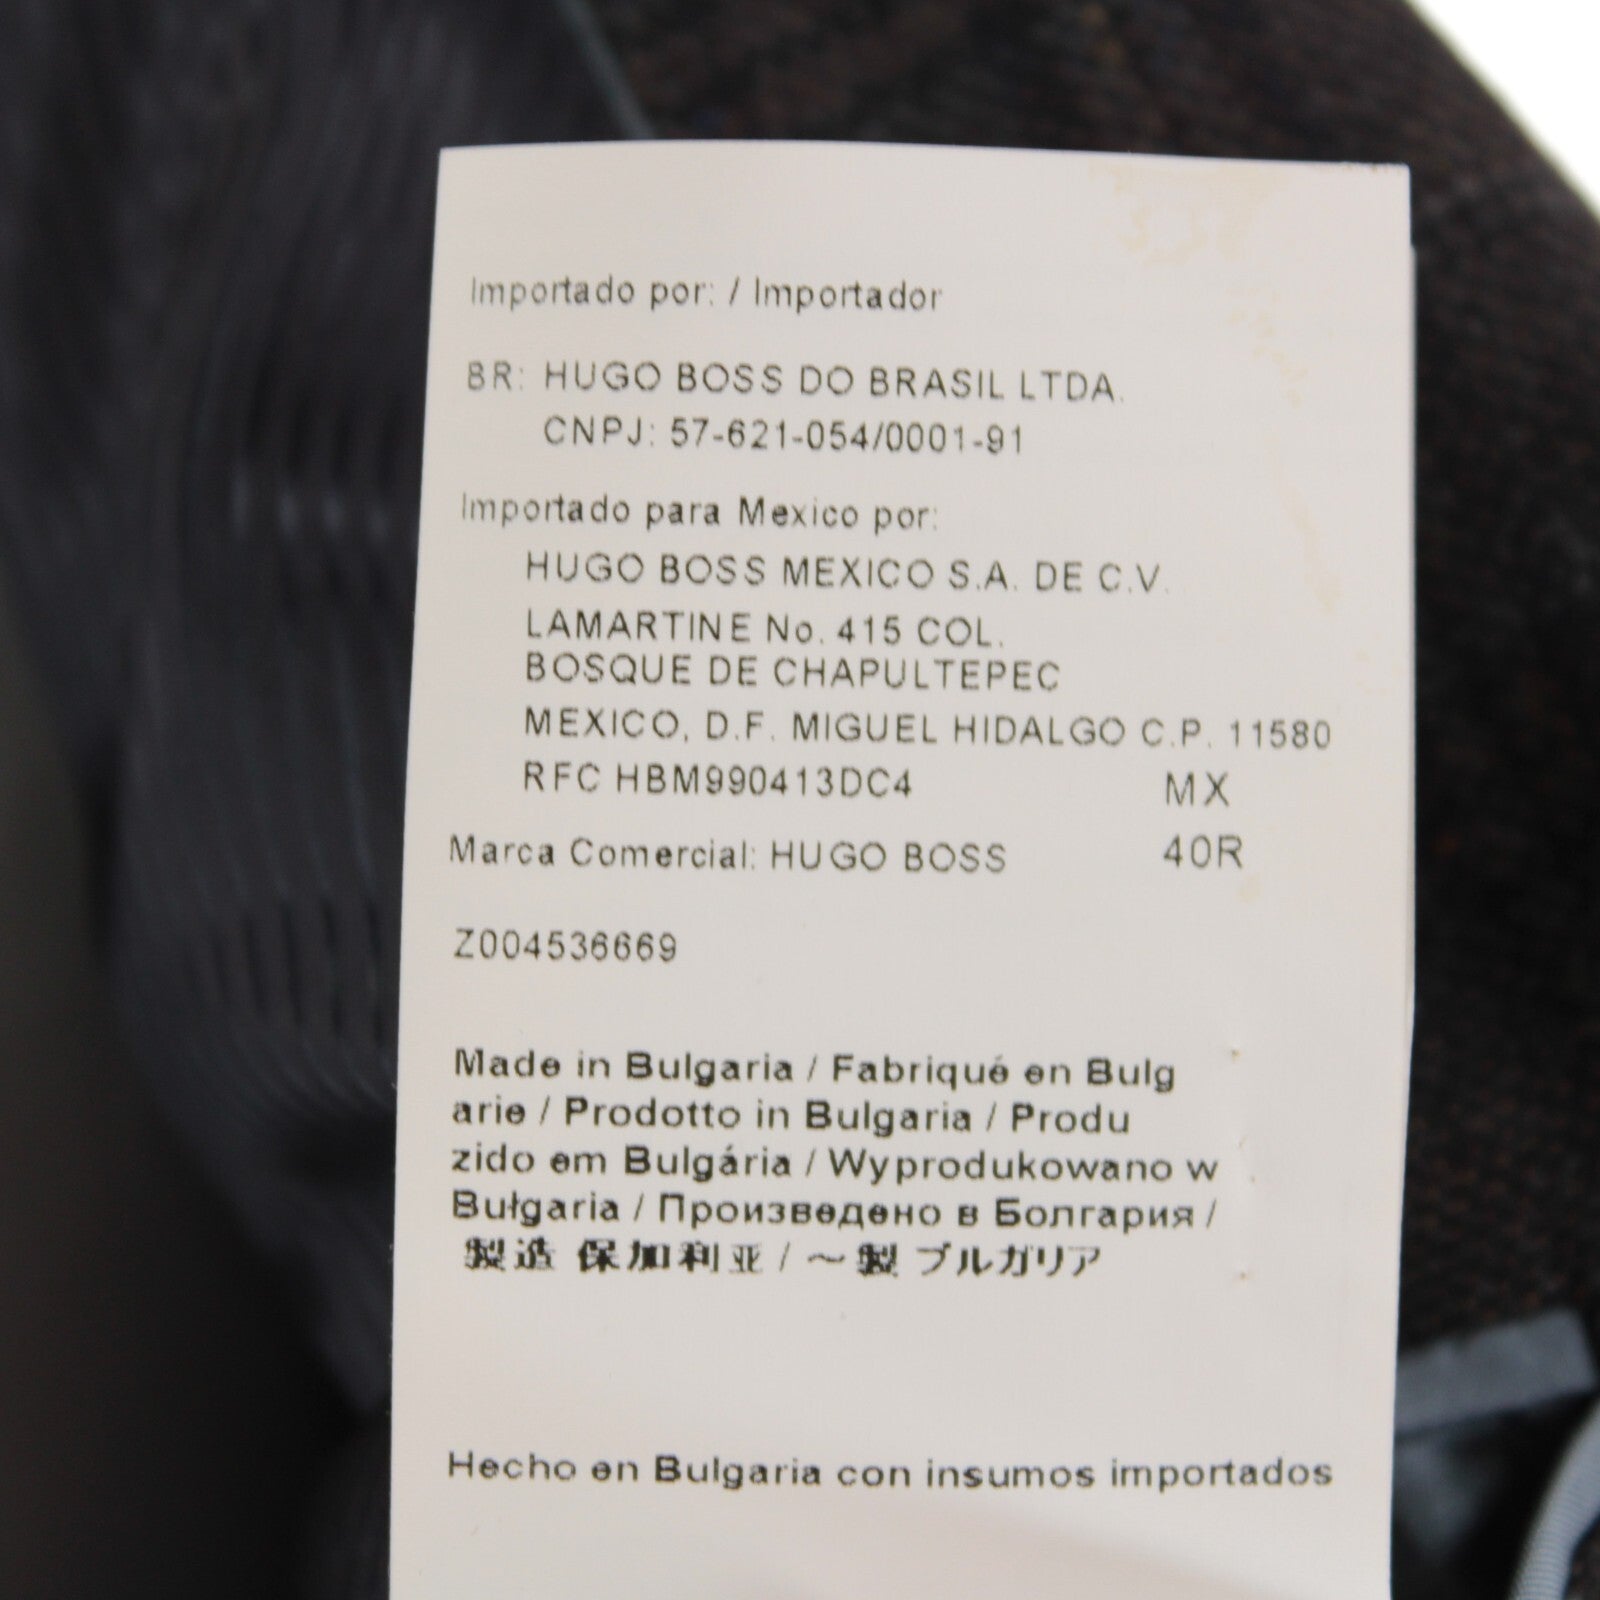 Importado por: / Importador
BR: HUGO BOSS DO BRASIL LTDA.
CNPJ: 57-621-054/0001-91
Importado para Mexico por:
HUGO BOSS MEXICO S.A. DE C.V.
LAMARTINE No. 415 COL.
BOSQUE DE CHAPULTEPEC
MEXICO, D.F. MIGUEL HIDALGO C.P. 11580
RFC HBM990413DC4 MX
Marca Comercial: HUGO BOSS 40R
Z004536669
Made in Bulgaria / Fabriqué en Bulg
arie / Prodotto in Bulgaria / Produ
zido em Bulgária / Wyprodukowano w
Bułgaria / Произведено в Болгария /
製造 保加利亚 / ～製 ブルガリア
Hecho en Bulgaria con insumos importados